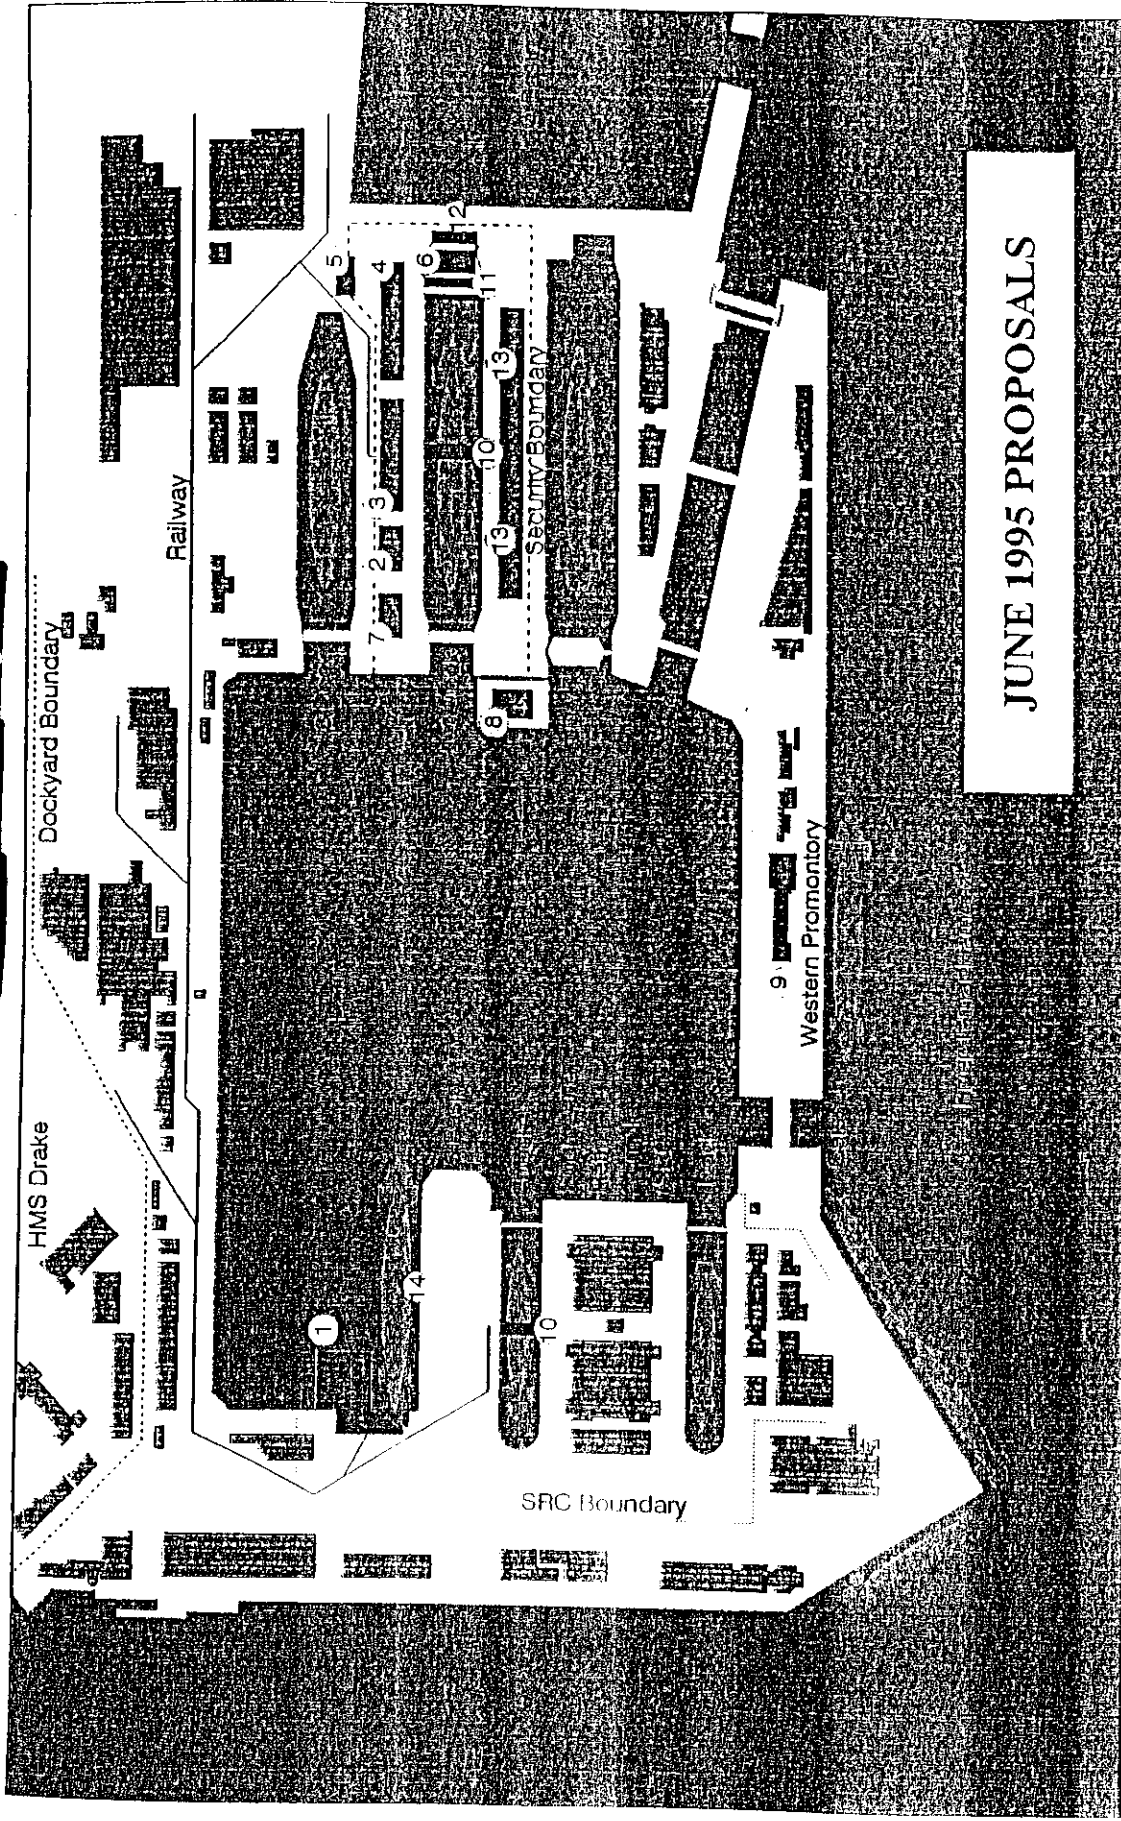 HMS Drake
Dockyard Boundary
Railway
1
14
10
SRC Boundary
9
Western Promontory
8
7
2
3
4
5
6
12
11
13
10
13
Security Boundary
JUNE 1995 PROPOSALS